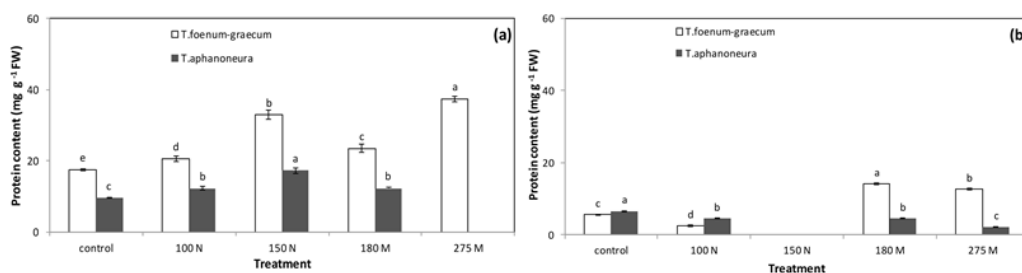 60
40
20
0
Protein content (mg g -1 FW)
T.foenum-graecum
T.aphanoneura
(a)
e
c
d
b
b
a
c
b
a
control
100 N
150 N
180 M
275 M
Treatment
60
40
20
0
Protein content (mg g -1 FW)
T.foenum-graecum
T.aphanoneura
(b)
c
a
d
b
a
b
b
c
control
100 N
150 N
180 M
275 M
Treatment